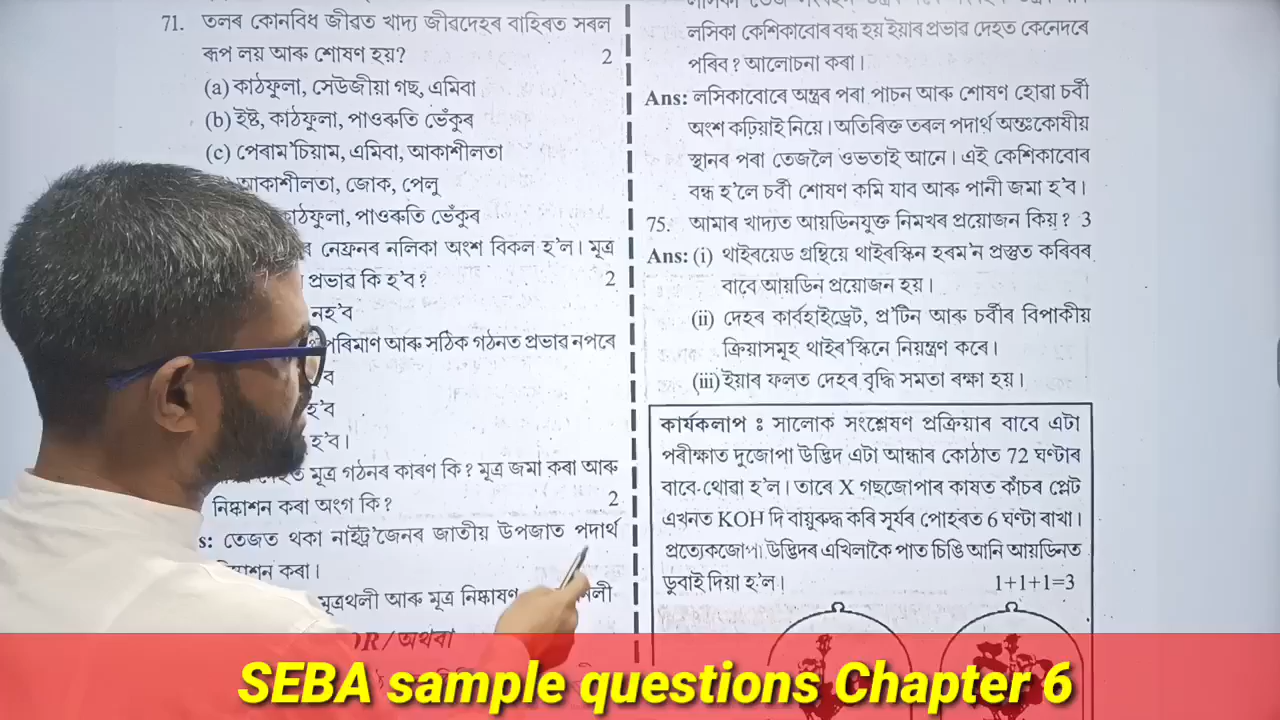 71. তলৰ কোনবিধ জীৱত খাদ্য জীৱদেহৰ বাহিৰত সৰল
ৰূপ লয় আৰু শোষণ হয়? 2
(a) কাঠফুলা, সেউজীয়া গছ, এমিবা
(b) ইষ্ট, কাঠফুলা, পাওৰুতি ভেঁকুৰ
(c) পেৰাম'চিয়াম, এমিবা, আকাশীলতা
আকাশীলতা, জোক, পেলু
কাঠফুলা, পাওৰুতি ভেঁকুৰ
ৰ নেফ্ৰনৰ নলিকা অংশ বিকল হ'ল। মূত্ৰ
প্ৰভাৱ কি হ'ব? 2
নহ'ব
পৰিমাণ আৰু সঠিক গঠনত প্ৰভাৱ নপৰে
ব
হ'ব
হ'ব।
মূত্ৰ গঠনৰ কাৰণ কি? মূত্ৰ জমা কৰা আৰু
নিষ্কাশন কৰা অংগ কি? 2
s: তেজত থকা নাইট্ৰ'জেনৰ জাতীয় উপজাত পদাৰ্থ
কৰা।
মূত্ৰথলী আৰু মূত্ৰ নিষ্কাষণ
OR / অথবা
লসিকা কেশিকাবোৰ বন্ধ হয় ইয়াৰ প্ৰভাৱ দেহত কেনেদৰে
পৰিব? আলোচনা কৰা।
Ans: লসিকাবোৰে অন্ত্ৰৰ পৰা পাচন আৰু শোষণ হোৱা চৰ্বী
অংশ কঢ়িয়াই নিয়ে। অতিৰিক্ত তৰল পদাৰ্থ অন্তঃকোষীয়
স্থানৰ পৰা তেজলৈ ওভতাই আনে। এই কেশিকাবোৰ
বন্ধ হ'লে চৰ্বী শোষণ কমি যাব আৰু পানী জমা হ'ব।
75. আমাৰ খাদ্যত আয়ডিনযুক্ত নিমখৰ প্ৰয়োজন কিয়? 3
Ans: (i) থাইৰয়েড গ্ৰন্থিয়ে থাইৰস্কিন হৰম'ন প্ৰস্তুত কৰিবৰ
বাবে আয়ডিন প্ৰয়োজন হয়।
(ii) দেহৰ কাৰ্বহাইড্ৰেট, প্ৰ'টিন আৰু চৰ্বীৰ বিপাকীয়
ক্ৰিয়াসমূহ থাইৰ'স্কিনে নিয়ন্ত্ৰণ কৰে।
(iii) ইয়াৰ ফলত দেহৰ বৃদ্ধি সমতা ৰক্ষা হয়।
কাৰ্যকলাপ : সালোক সংশ্লেষণ প্ৰক্ৰিয়াৰ বাবে এটা
পৰীক্ষাত দুজোপা উদ্ভিদ এটা আন্ধাৰ কোঠাত 72 ঘণ্টাৰ
বাবে থোৱা হ'ল। তাৰে X গছজোপাৰ কাষত কাঁচৰ প্লেট
এখনত KOH দি বায়ুৰুদ্ধ কৰি সূৰ্যৰ পোহৰত 6 ঘণ্টা ৰাখা।
প্ৰত্যেকজোপা উদ্ভিদৰ এখিলাকৈ পাত চিঙি আনি আয়ডিনত
ডুবাই দিয়া হ'ল। 1+1+1=3
SEBA sample questions Chapter 6